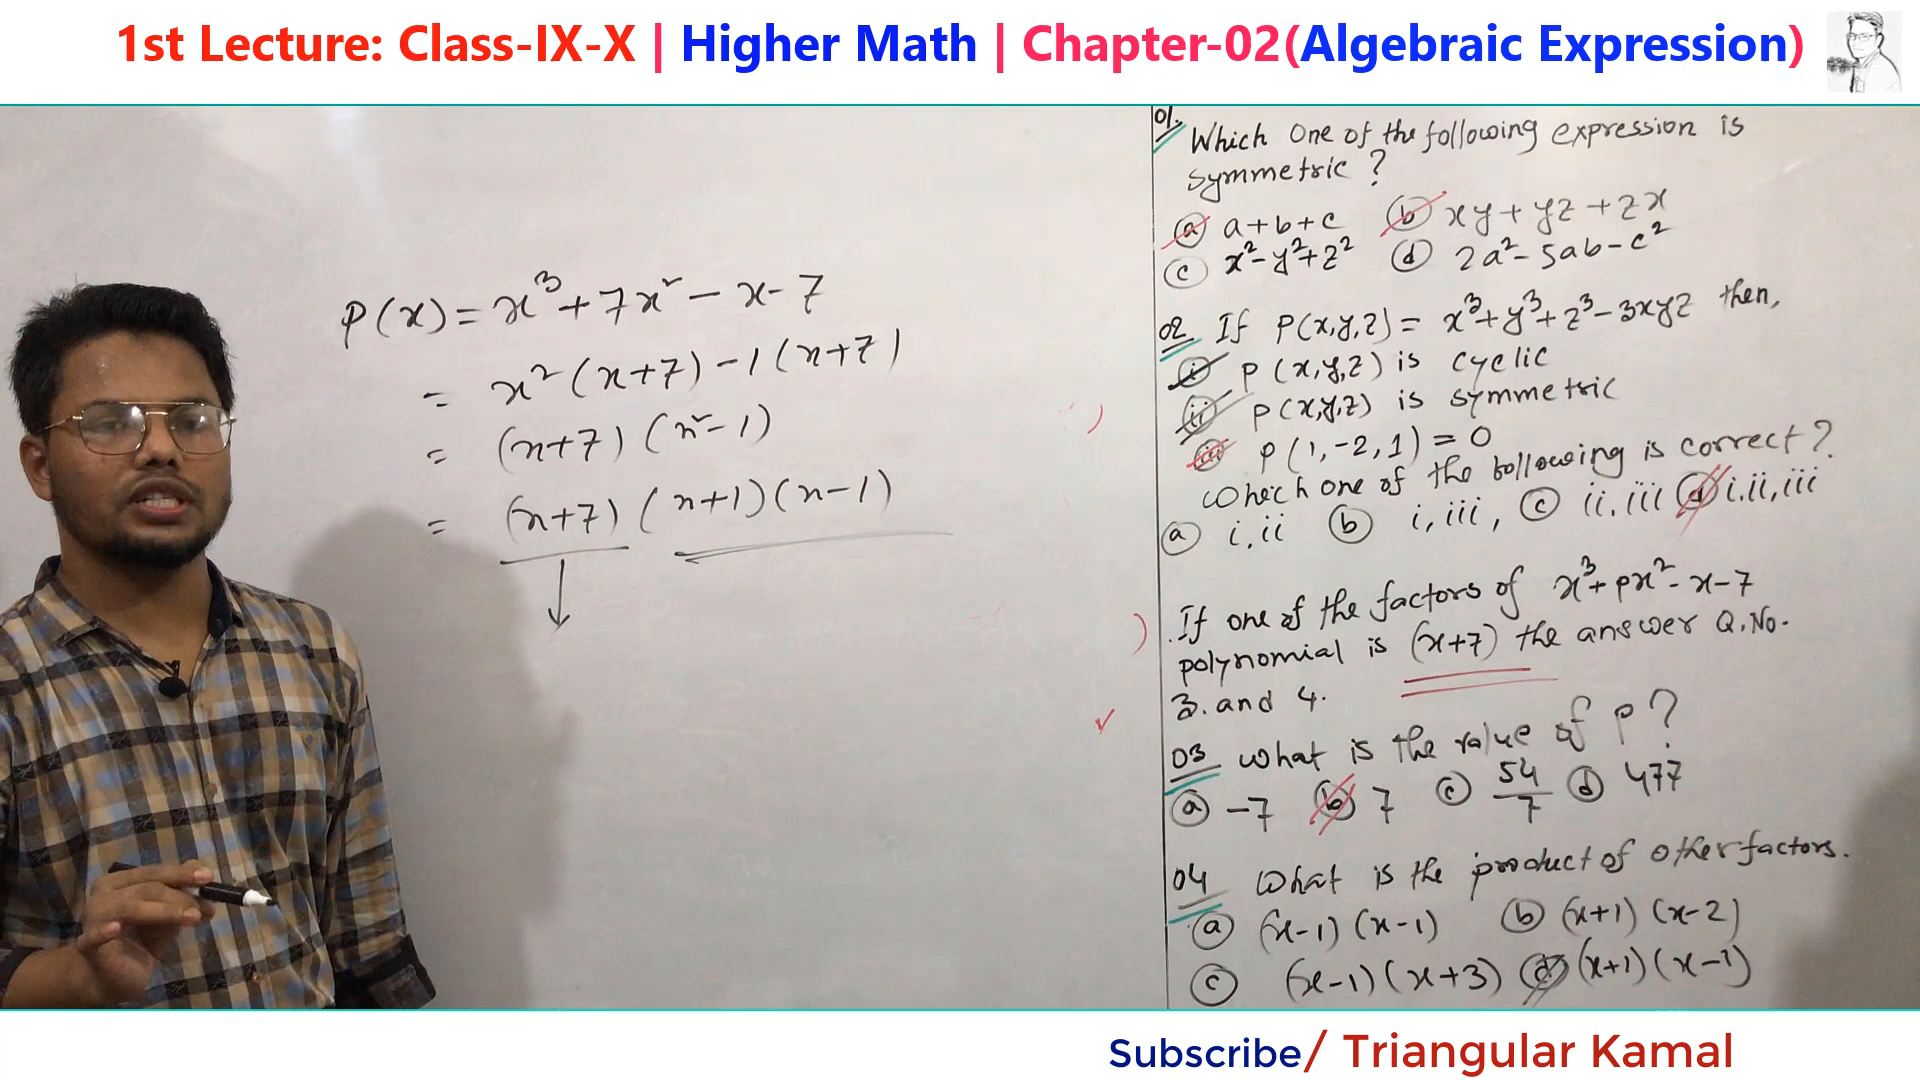 1st Lecture: Class-IX-X | Higher Math | Chapter-02(Algebraic Expression)
P(x) = x³ + 7x² - x - 7
= x² (x+7) - 1 (x+7)
= (x+7) (x² - 1)
= (x+7) (x+1) (x-1)
01. Which one of the following expression is
symmetric ?
(a) a+b+c (b) xy + yz + zx
(c) x² - y² + z² (d) 2a² - 5ab - c²
02 If P(x,y,z) = x³ + y³ + z³ - 3xyz then,
(i) P (x,y,z) is cyclic
(ii) P(x,y,z) is symmetric
(iii) P(1,-2,1) = 0
Which one of the following is correct ?
(a) i.ii (b) i, iii, (c) ii.iii (d) i.ii,iii
). If one of the factors of x³ + px² - x - 7
polynomial is (x+7) the answer Q.No.
3. and 4.
03 What is the value of P ?
(a) -7 (b) 7 (c) 54/7 (d) 477
04 What is the product of other factors.
(a) (x-1) (x-1) (b) (x+1) (x-2)
(c) (x-1) (x+3) (d) (x+1) (x-1)
Subscribe/ Triangular Kamal